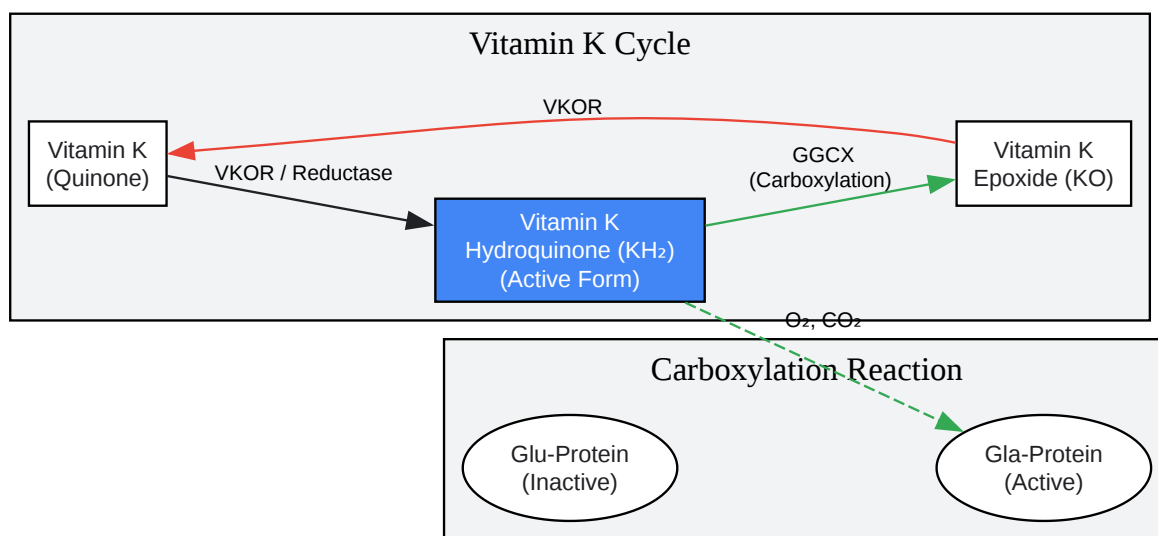 Vitamin K Cycle
VKOR
Vitamin K
(Quinone)
VKOR / Reductase
GGCX
(Carboxylation)
Vitamin K
Epoxide (KO)
Vitamin K
Hydroquinone (KH₂)
(Active Form)
O₂, CO₂
Carboxylation Reaction
Glu-Protein
(Inactive)
Gla-Protein
(Active)